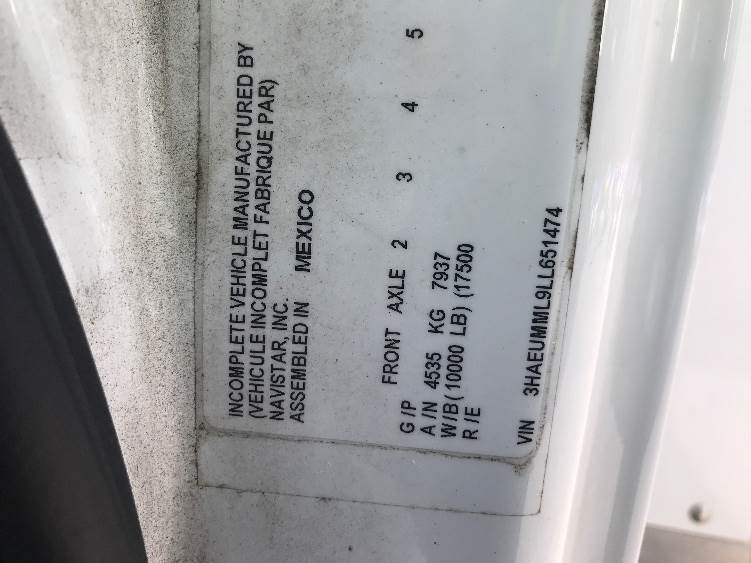 INCOMPLETE VEHICLE MANUFACTURED BY
(VEHICULE INCOMPLET FABRIQUE PAR)
NAVISTAR, INC.
ASSEMBLED IN MEXICO
FRONT AXLE 2 3 4 5
G/P
A/N 4535 KG 7937
W/B(10000 LB) (17500
R/E
VIN 3HAEUMML9LL651474